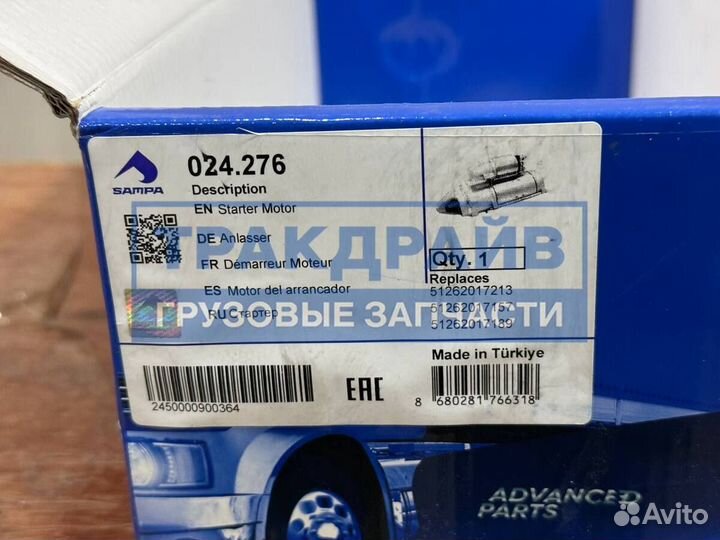 SAMPA
024.276
Description
EN Starter Motor
DE Anlasser
FR Démarreur Moteur
ES Motor del arrancador
RU Стартер
Qty. 1
Replaces
51262017213
51262017157
51262017189
Made in Türkiye
2450000900364
EAC
8 680281 766318
ТРАКДРАЙВ
ГРУЗОВЫЕ ЗАПЧАСТИ
ADVANCED
PARTS
Avito